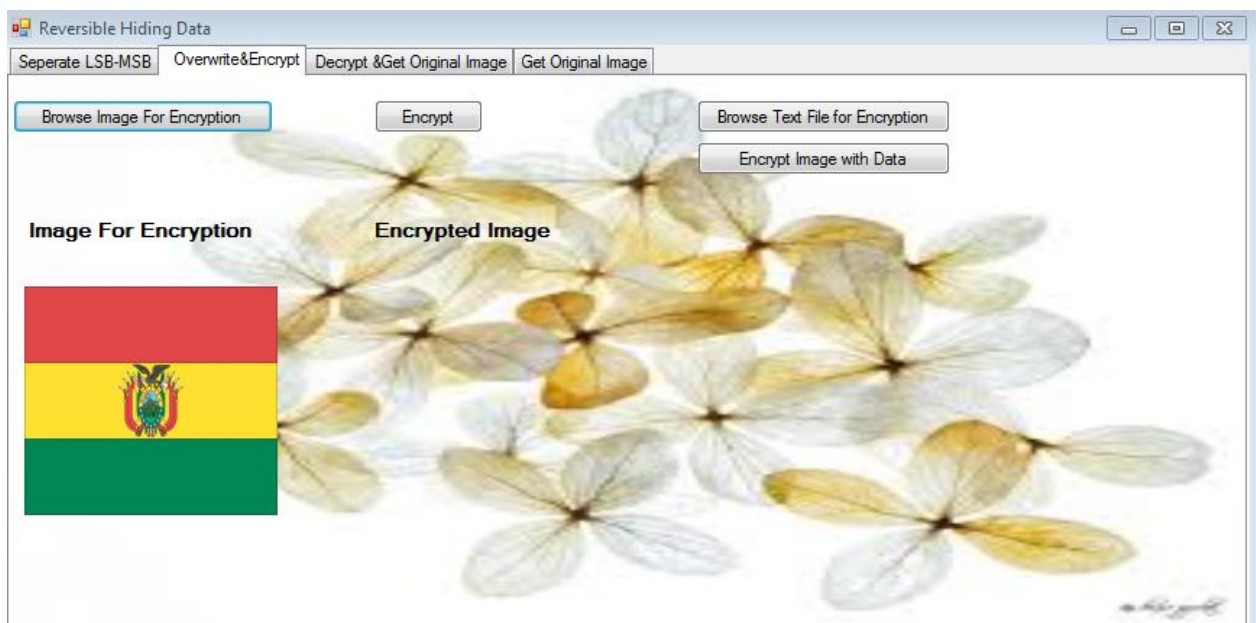 Reversible Hiding Data
Seperate LSB-MSB Overwrite&Encrypt Decrypt &Get Original Image Get Original Image
Browse Image For Encryption Encrypt Browse Text File for Encryption
Encrypt Image with Data
Image For Encryption Encrypted Image